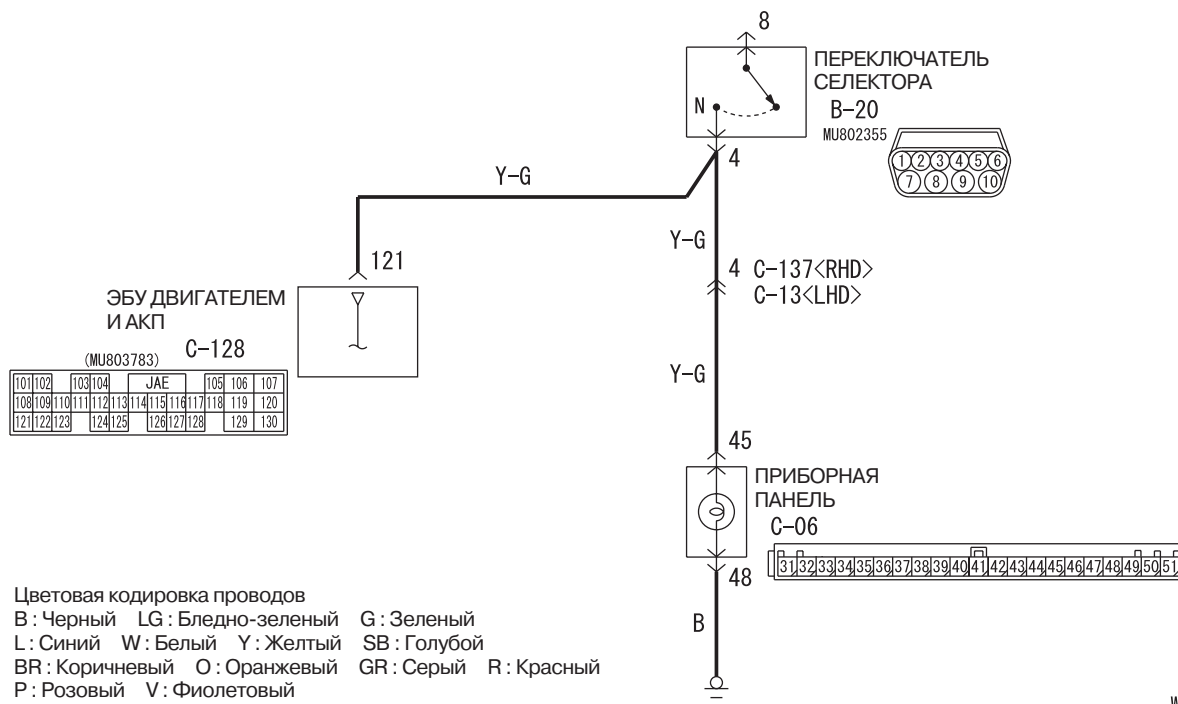 8
ПЕРЕКЛЮЧАТЕЛЬ
СЕЛЕКТОРА
B-20
MU802355
N
1 2 3 4 5 6
7 8 9 10
4
Y-G
Y-G
121
4 C-137<RHD>
C-13<LHD>
ЭБУ ДВИГАТЕЛЕМ
И АКП
(MU803783) C-128
101 102 103 104 JAE 105 106 107
108 109 110 111 112 113 114 115 116 117 118 119 120
121 122 123 124 125 126 127 128 129 130
Y-G
45
ПРИБОРНАЯ
ПАНЕЛЬ
C-06
31 32 33 34 35 36 37 38 39 40 41 42 43 44 45 46 47 48 49 50 51
48
B
Цветовая кодировка проводов
B : Черный LG : Бледно-зеленый G : Зеленый
L : Синий W : Белый Y : Желтый SB : Голубой
BR : Коричневый O : Оранжевый GR : Серый R : Красный
P : Розовый V : Фиолетовый